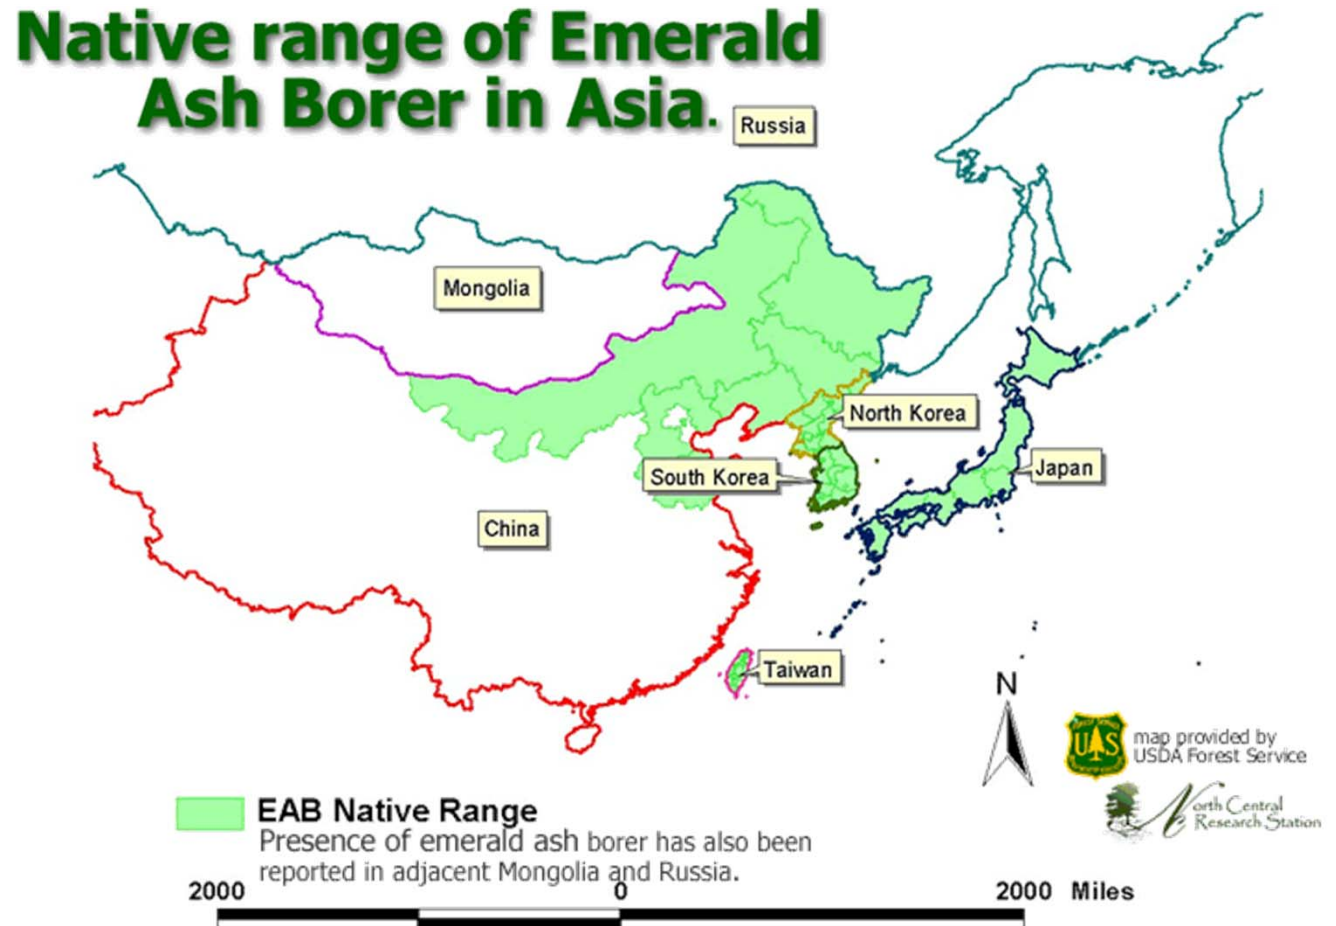 Native range of Emerald
Ash Borer in Asia.
Russia
Mongolia
North Korea
Japan
South Korea
China
Taiwan
N
US
map provided by
USDA Forest Service
North Central
Research Station
EAB Native Range
Presence of emerald ash borer has also been
reported in adjacent Mongolia and Russia.
2000 0 2000 Miles